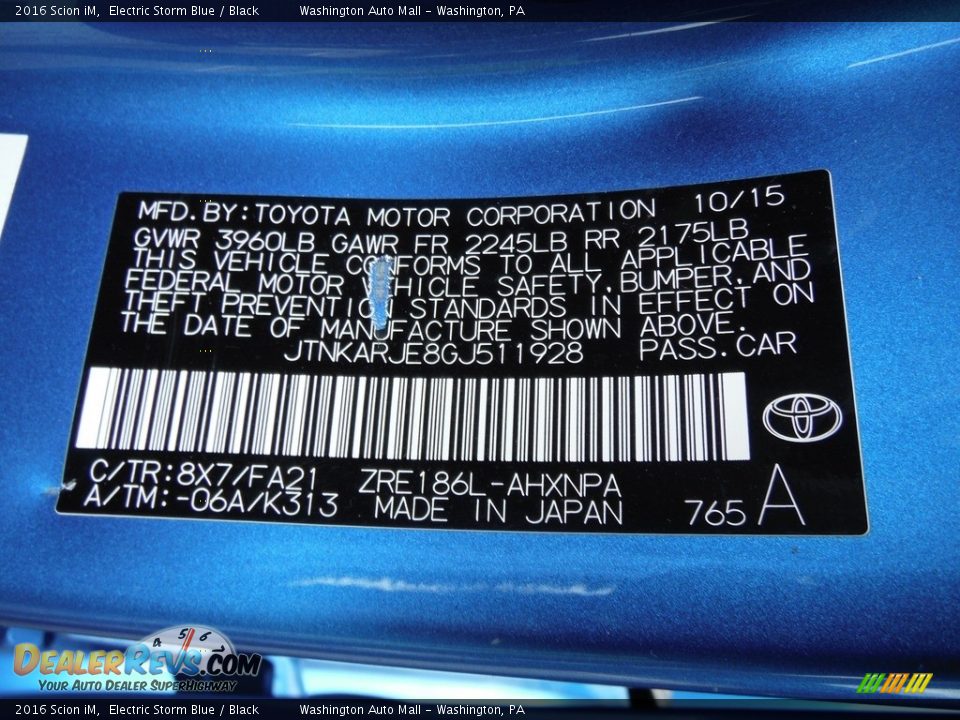 2016 Scion iM, Electric Storm Blue / Black Washington Auto Mall - Washington, PA
MFD.BY:TOYOTA MOTOR CORPORATION 10/15
GVWR 3960LB GAWR FR 2245LB RR 2175LB
THIS VEHICLE CONFORMS TO ALL APPLICABLE
FEDERAL MOTOR VEHICLE SAFETY,BUMPER,AND
THEFT PREVENTION STANDARDS IN EFFECT ON
THE DATE OF MANUFACTURE SHOWN ABOVE.
JTNKARJE8GJ511928 PASS.CAR
C/TR:8X7/FA21 ZRE186L-AHXNPA
A/TM:-06A/K313 MADE IN JAPAN 765 A
4 5 6 7
DEALERREVS.COM
YOUR AUTO DEALER SUPERHIGHWAY
2016 Scion iM, Electric Storm Blue / Black Washington Auto Mall - Washington, PA